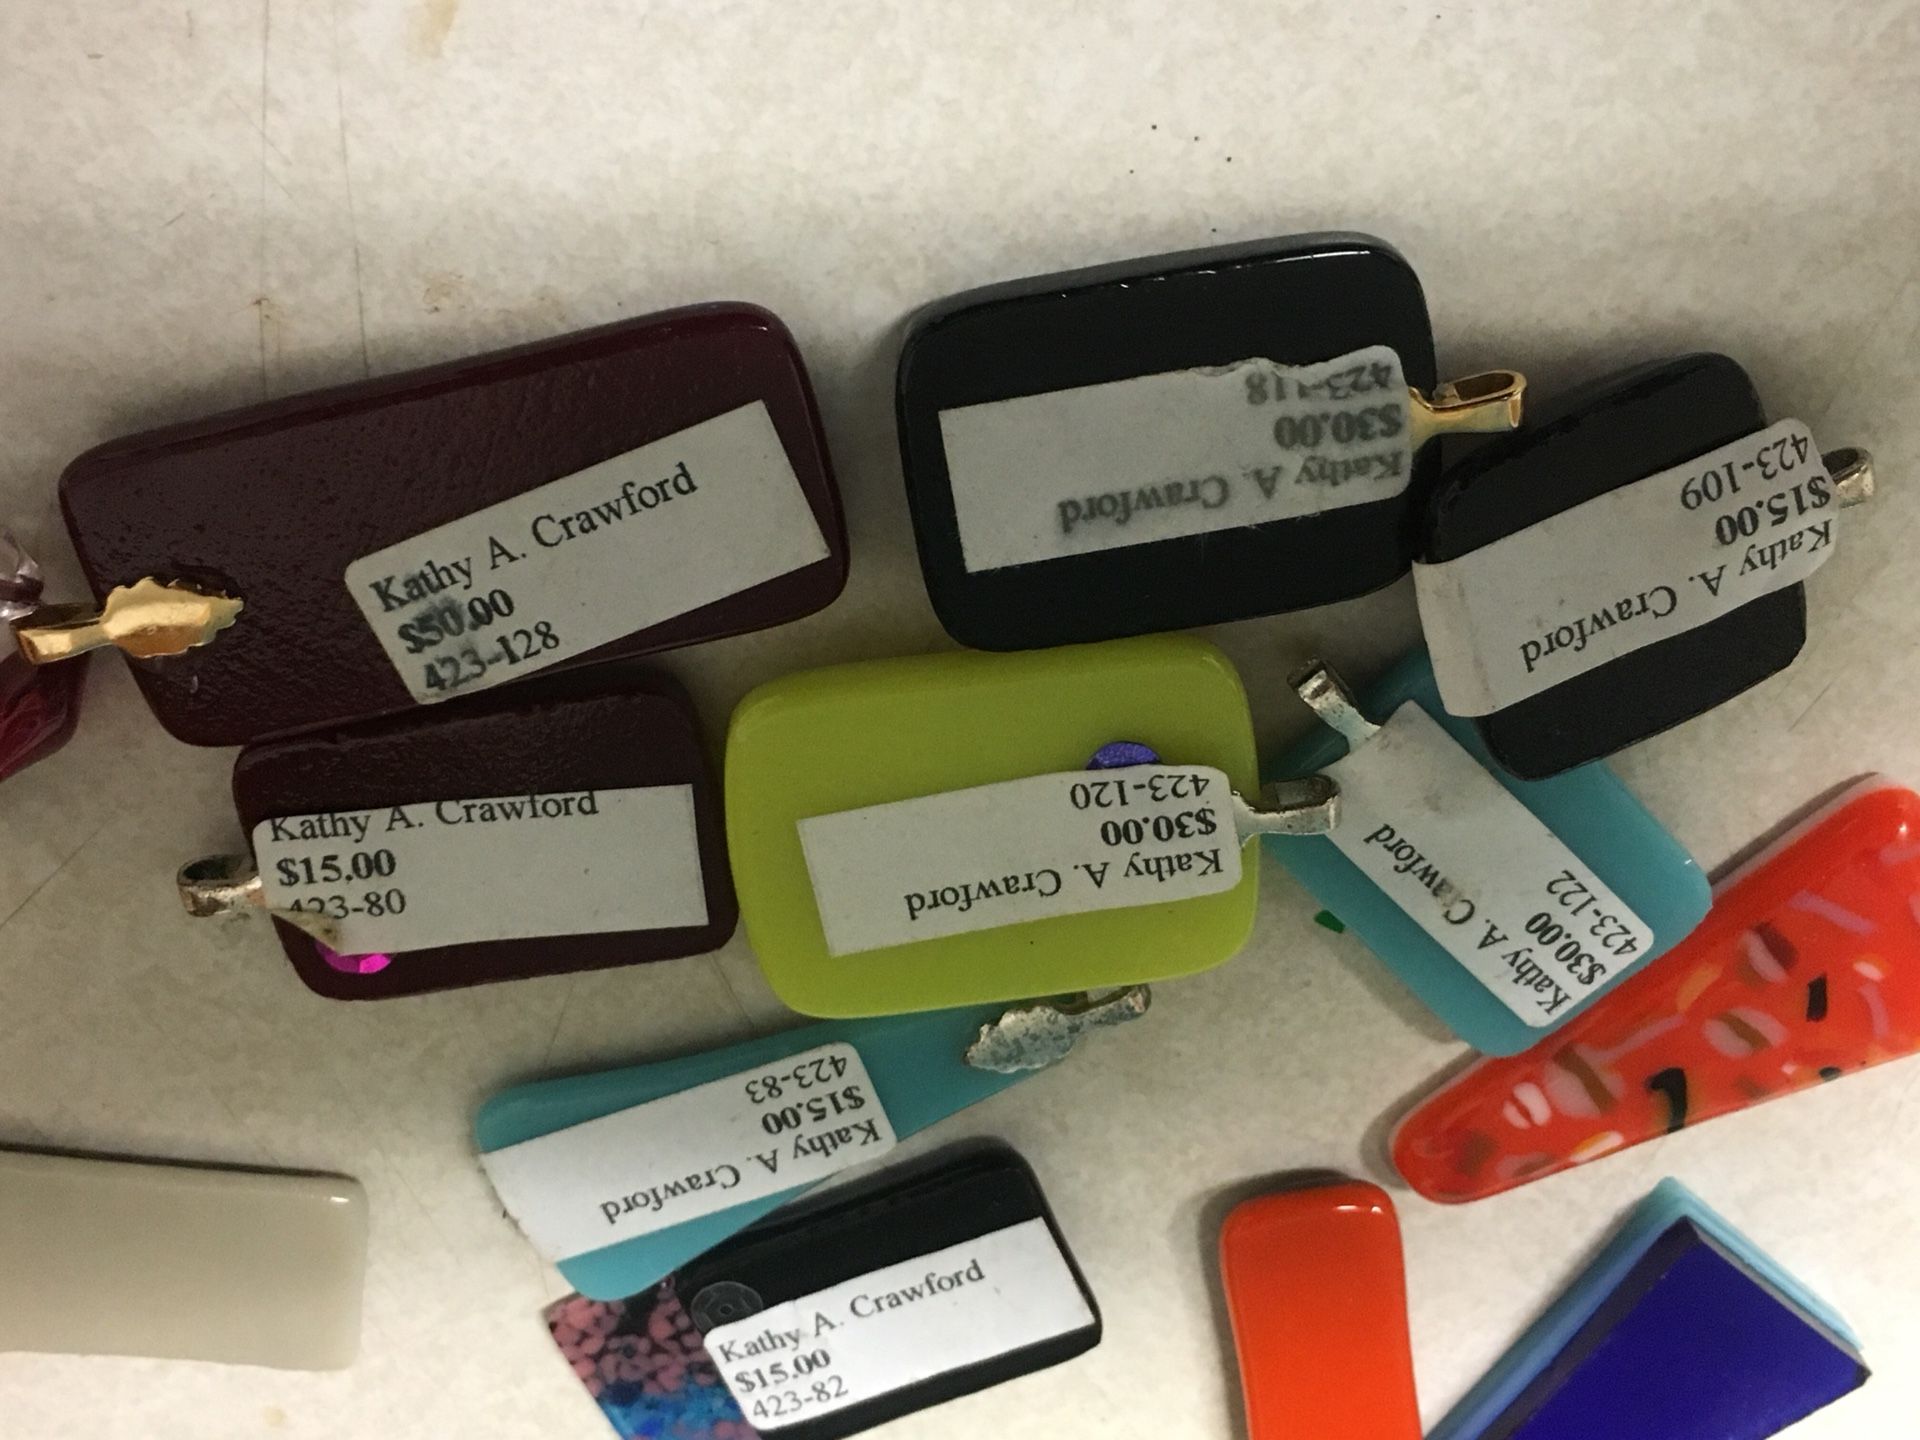 Kathy A. Crawford
$50.00
423-128
Kathy A. Crawford
$30.00
423-118
Kathy A. Crawford
$15.00
423-109
Kathy A. Crawford
$15.00
423-80
Kathy A. Crawford
$30.00
423-120
Kathy A. Crawford
$30.00
423-122
Kathy A. Crawford
$15.00
423-83
Kathy A. Crawford
$15.00
423-82